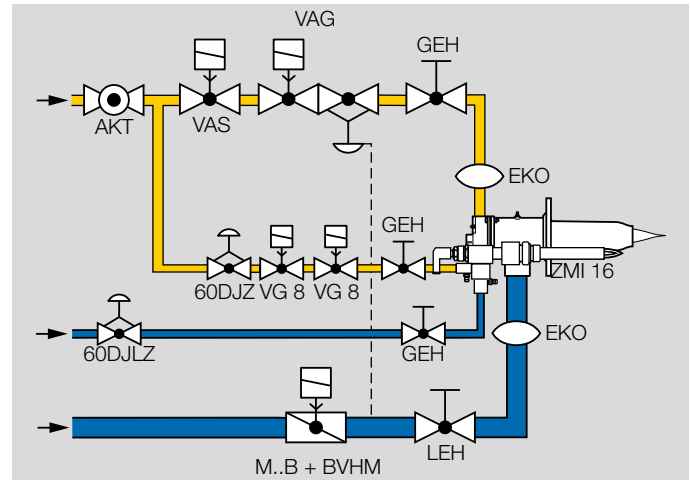 VAG
GEH
AKT
VAS
EKO
GEH
60DJZ
VG 8
VG 8
ZMI 16
60DJLZ
GEH
EKO
M..B + BVHM
LEH